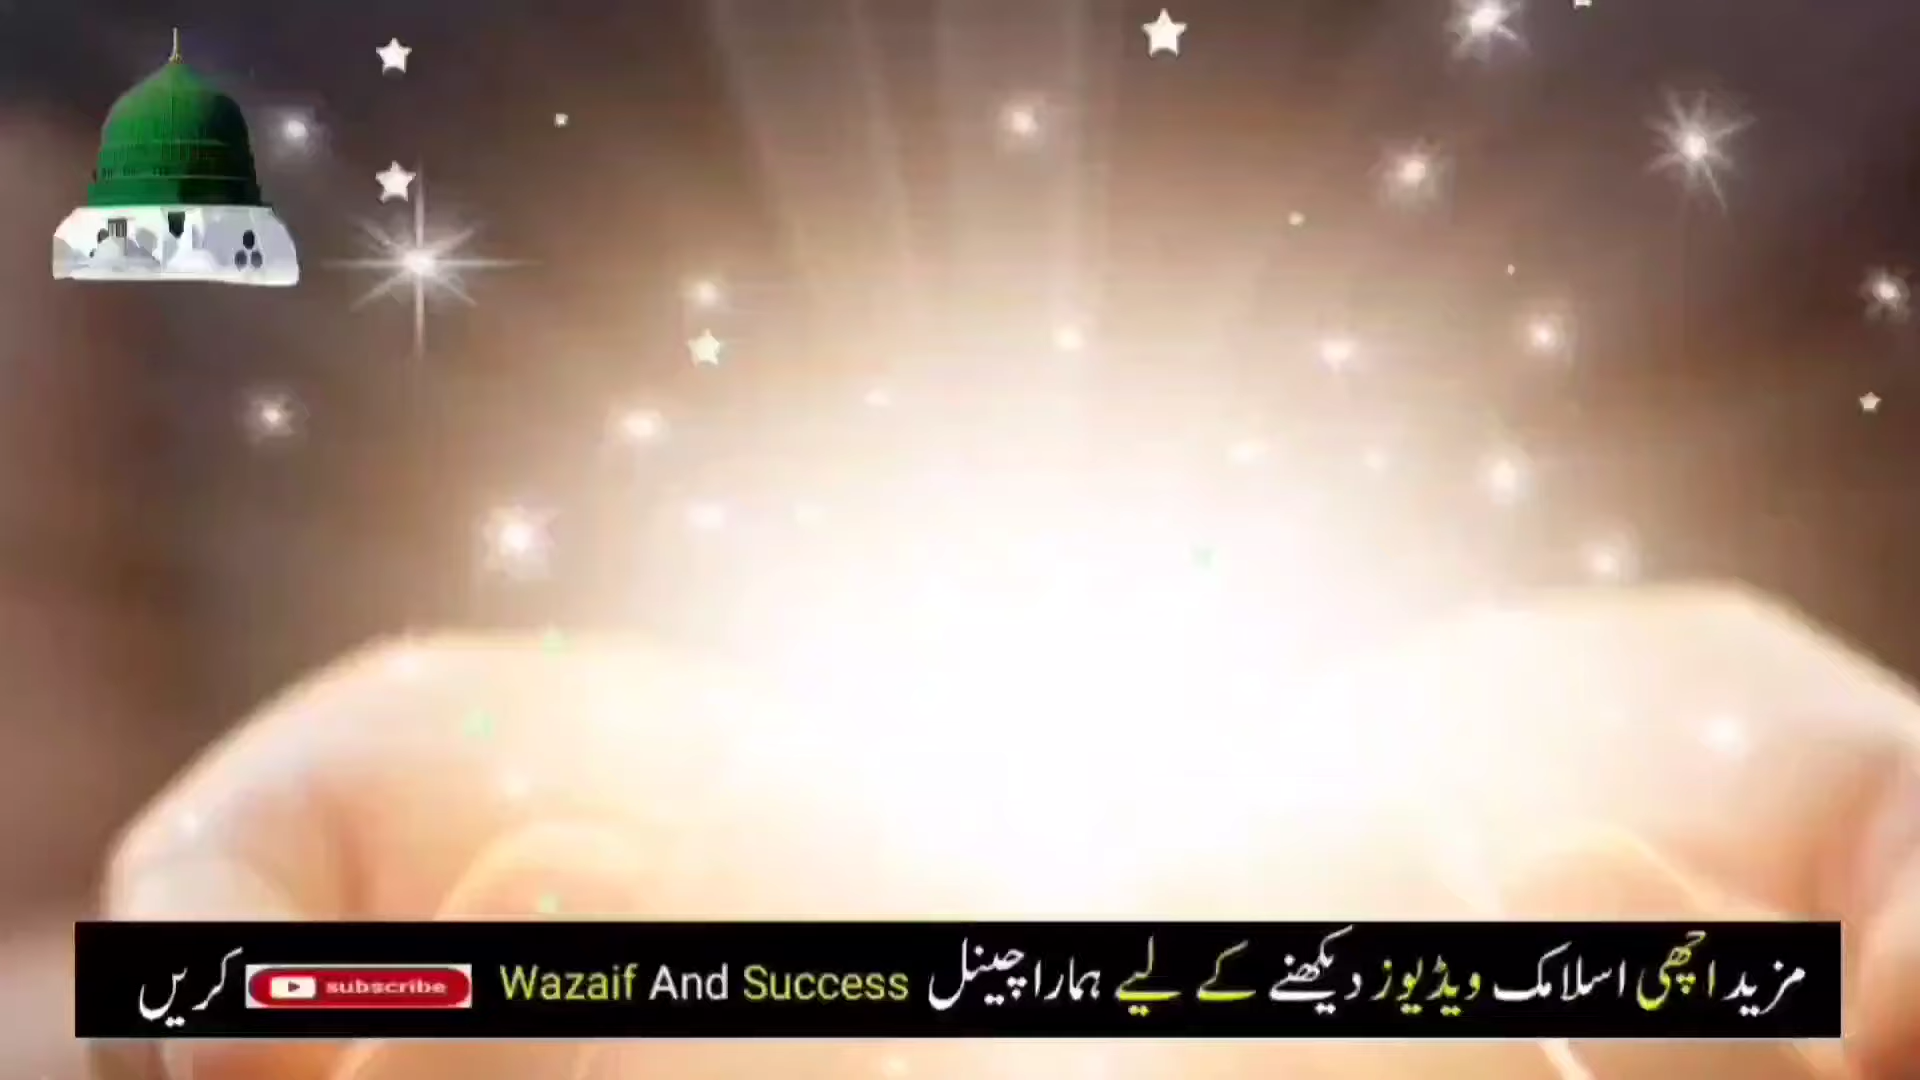 مزید اچھی اسلامک ویڈیوز دیکھنے کے لیے ہمارا چینل Wazaif And Success subscribe کریں